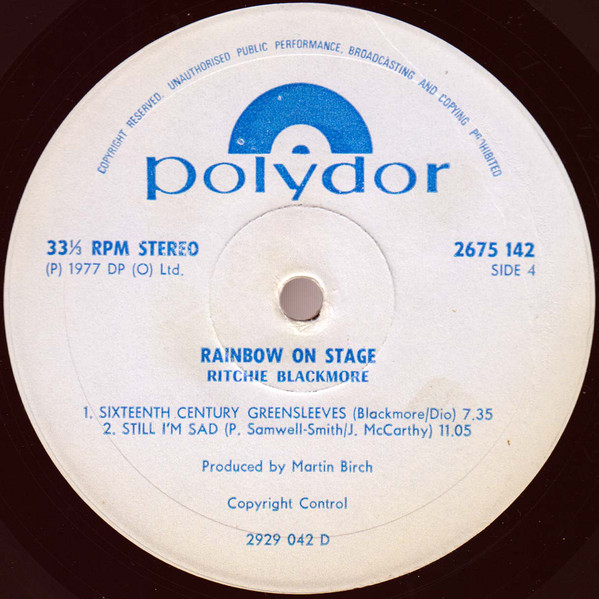 COPYRIGHT RESERVED. UNAUTHORISED PUBLIC PERFORMANCE, BROADCASTING AND COPYING PROHIBITED
polydor
33⅓ RPM STEREO
(P) 1977 DP (O) Ltd.
2675 142
SIDE 4
RAINBOW ON STAGE
RITCHIE BLACKMORE
1. SIXTEENTH CENTURY GREENSLEEVES (Blackmore/Dio) 7.35
2. STILL I'M SAD (P. Samwell-Smith/J. McCarthy) 11.05
Produced by Martin Birch
Copyright Control
2929 042 D